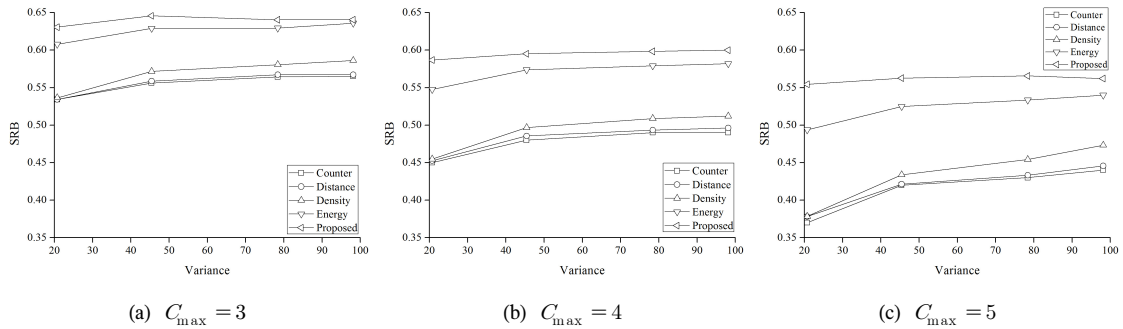 0.65
0.60
0.55
0.50
0.45
0.40
0.35
SRB
20 30 40 50 60 70 80 90 100
Variance
Counter
Distance
Density
Energy
Proposed
(a) C_max = 3
0.65
0.60
0.55
0.50
0.45
0.40
0.35
SRB
20 30 40 50 60 70 80 90 100
Variance
Counter
Distance
Density
Energy
Proposed
(b) C_max = 4
0.65
0.60
0.55
0.50
0.45
0.40
0.35
SRB
20 30 40 50 60 70 80 90 100
Variance
Counter
Distance
Density
Energy
Proposed
(c) C_max = 5